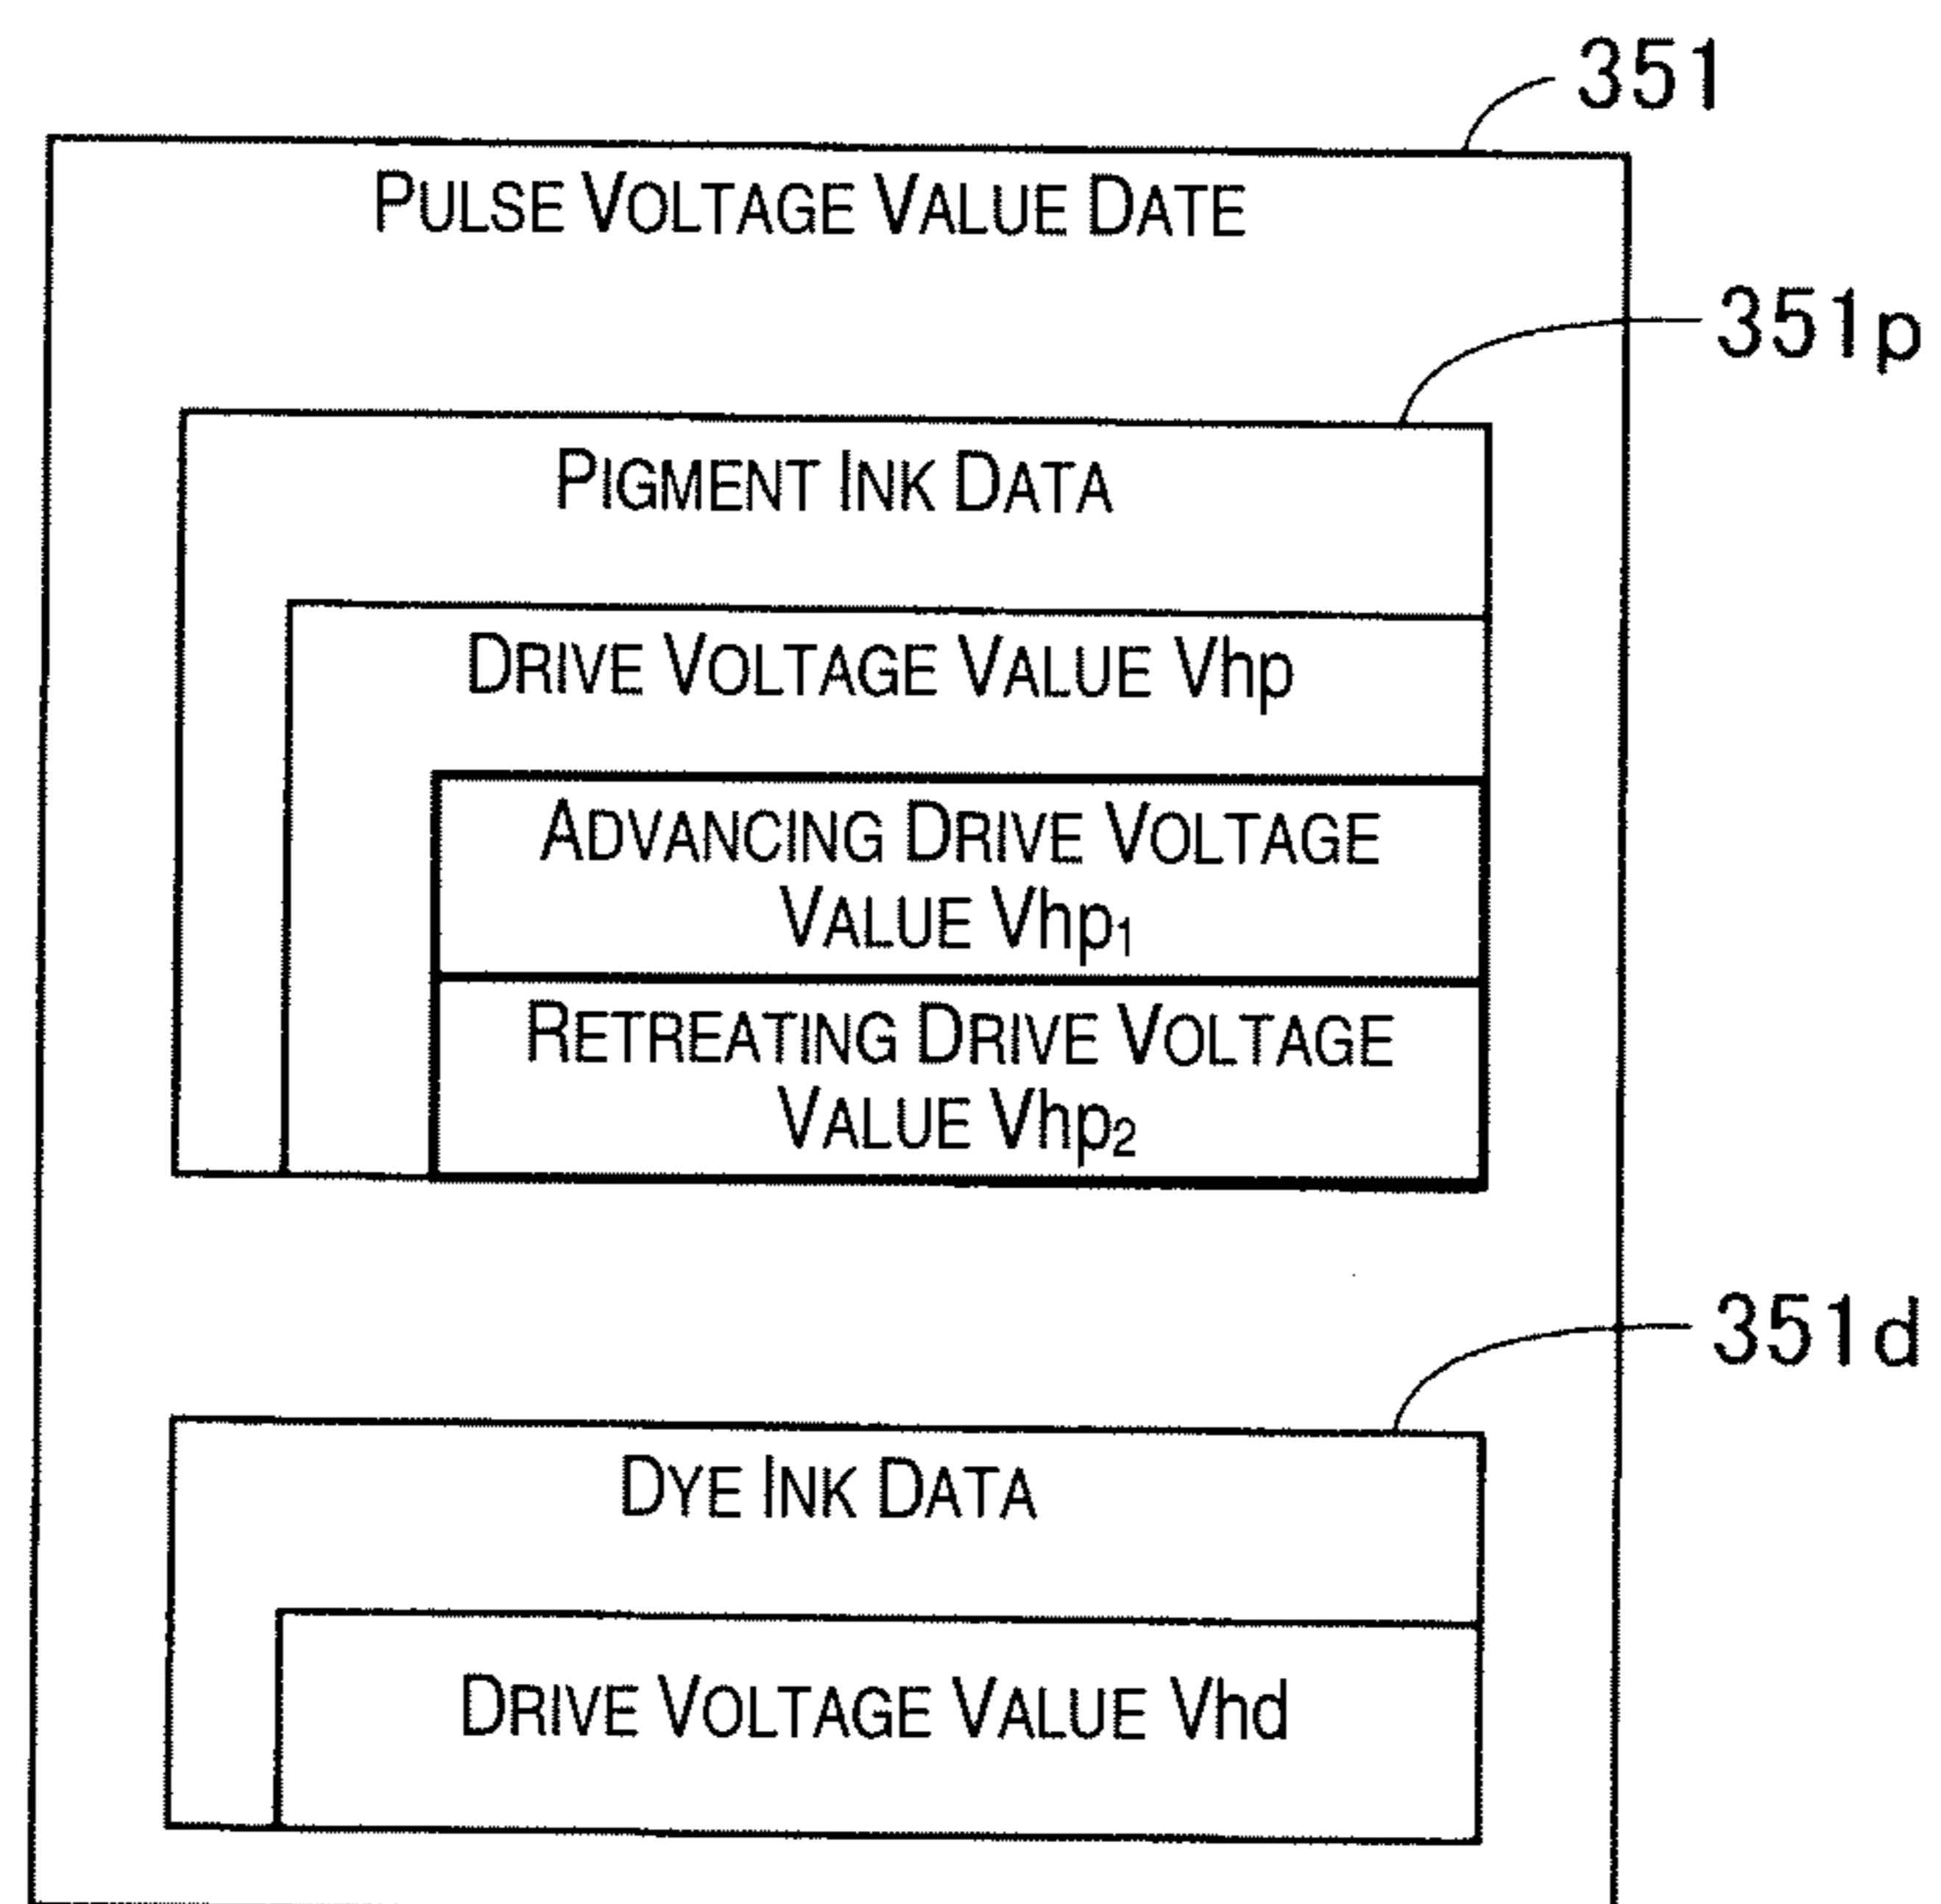 351
PULSE VOLTAGE VALUE DATE
351p
PIGMENT INK DATA
DRIVE VOLTAGE VALUE Vhp
ADVANCING DRIVE VOLTAGE
VALUE Vhp₁
RETREATING DRIVE VOLTAGE
VALUE Vhp₂
351d
DYE INK DATA
DRIVE VOLTAGE VALUE Vhd